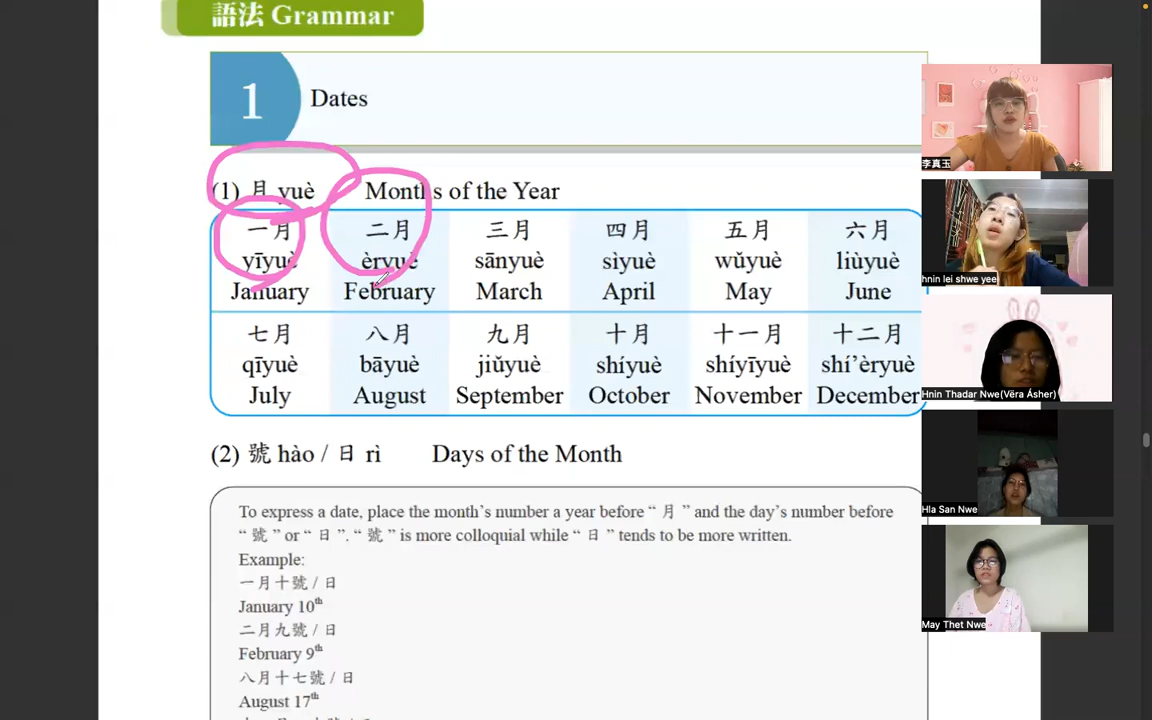 語法 Grammar
1
Dates
(1) 月 yuè Months of the Year
一月 二月 三月 四月 五月 六月
yīyuè èryuè sānyuè sìyuè wǔyuè liùyuè
January February March April May June
七月 八月 九月 十月 十一月 十二月
qīyuè bāyuè jiǔyuè shíyuè shíyīyuè shí’èryuè
July August September October November December
(2) 號 hào / 日 rì Days of the Month
To express a date, place the month’s number a year before “ 月 ” and the day’s number before
“ 號 ” or “ 日 ”. “ 號 ” is more colloquial while “ 日 ” tends to be more written.
Example:
一月十號 / 日
January 10th
二月九號 / 日
February 9th
八月十七號 / 日
August 17th
李真玉
hnin lei shwe yee
Hnin Thadar Nwe(Vëra Ásher)
Hla San Nwe
May Thet Nwe